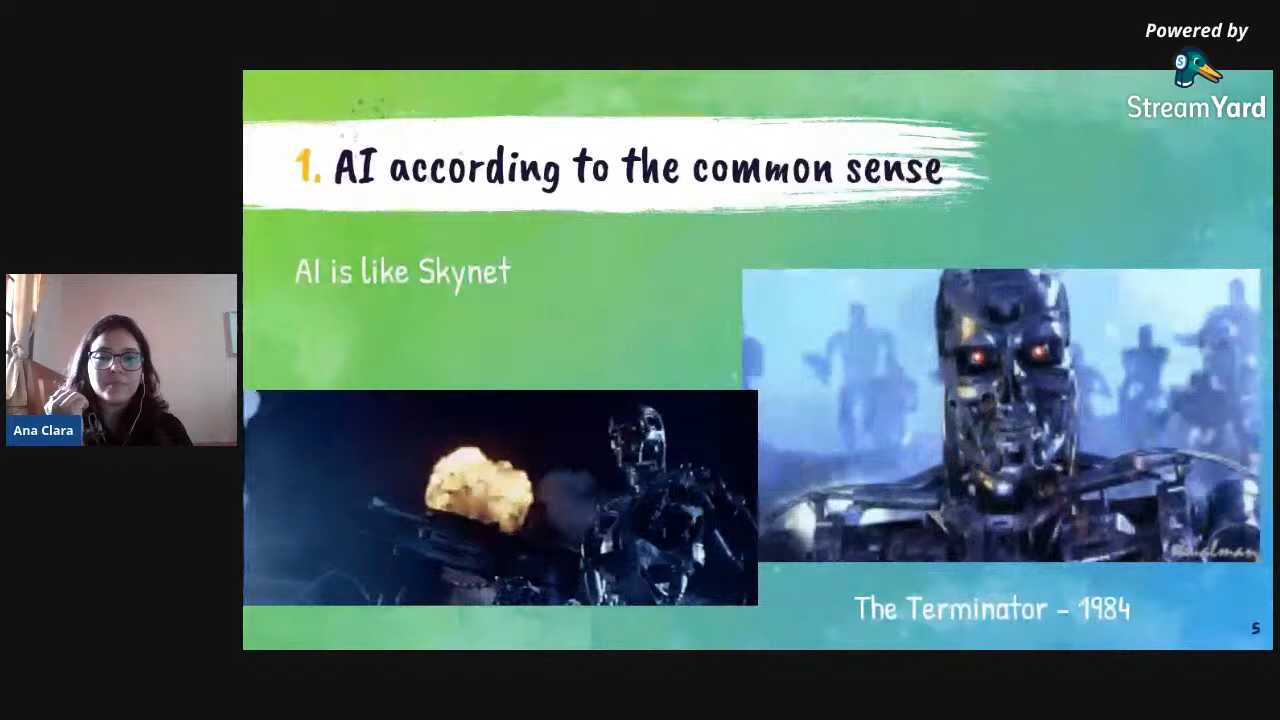 Powered by
StreamYard
1. AI according to the common sense
AI is like Skynet
Ana Clara
The Terminator – 1984
5